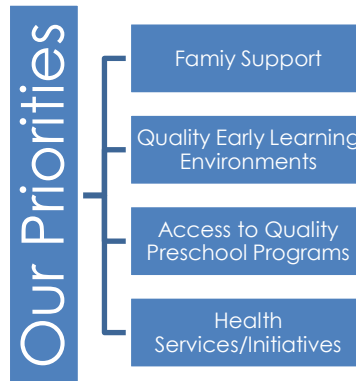 Our Priorities
Famiy Support
Quality Early Learning
Environments
Access to Quality
Preschool Programs
Health
Services/Initiatives